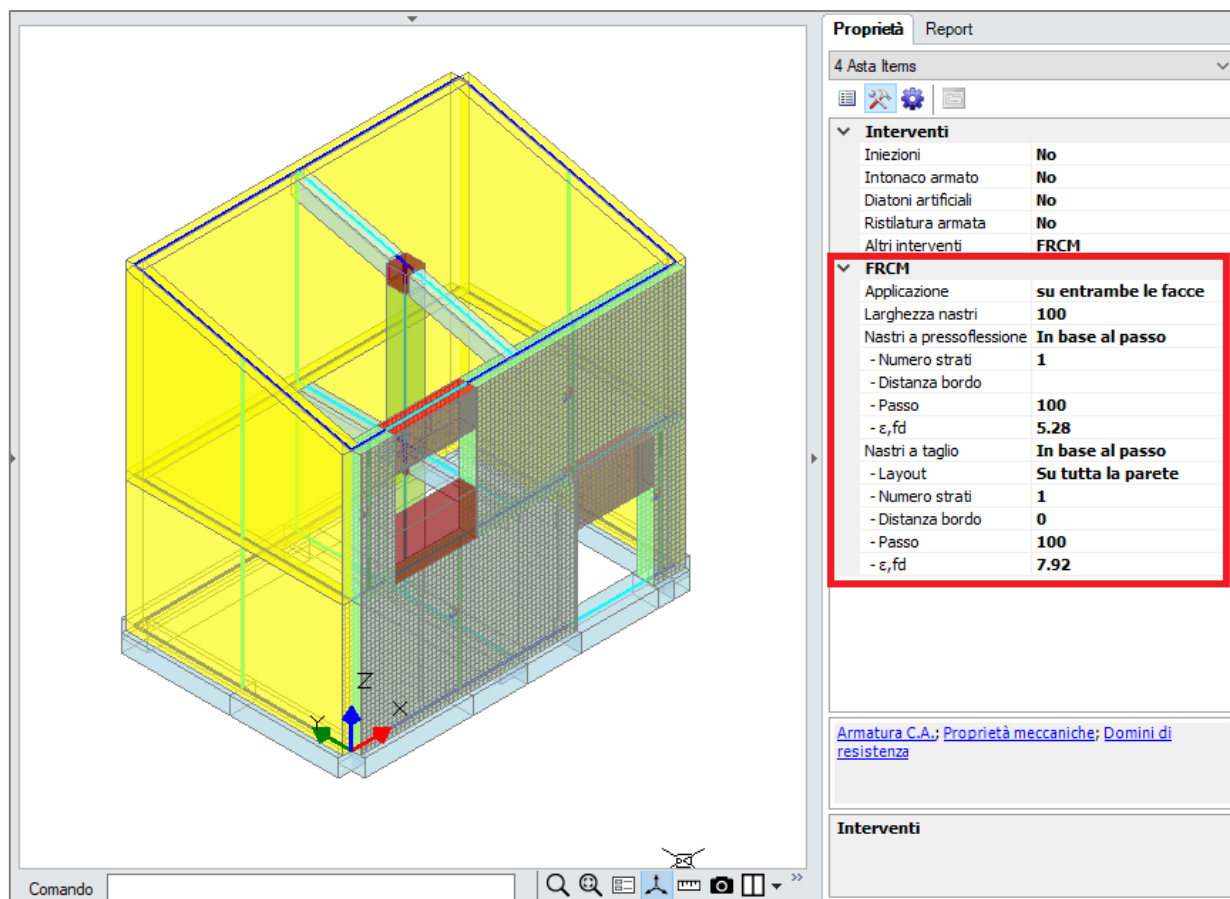 Proprietà Report
4 Asta Items
Interventi
Iniezioni No
Intonaco armato No
Diatoni artificiali No
Ristilatura armata No
Altri interventi FRCM
FRCM
Applicazione su entrambe le facce
Larghezza nastri 100
Nastri a pressoflessione In base al passo
- Numero strati 1
- Distanza bordo
- Passo 100
- ε,fd 5.28
Nastri a taglio In base al passo
- Layout Su tutta la parete
- Numero strati 1
- Distanza bordo 0
- Passo 100
- ε,fd 7.92
Z
Y X
Armatura C.A.; Proprietà meccaniche; Domini di
resistenza
Interventi
Comando